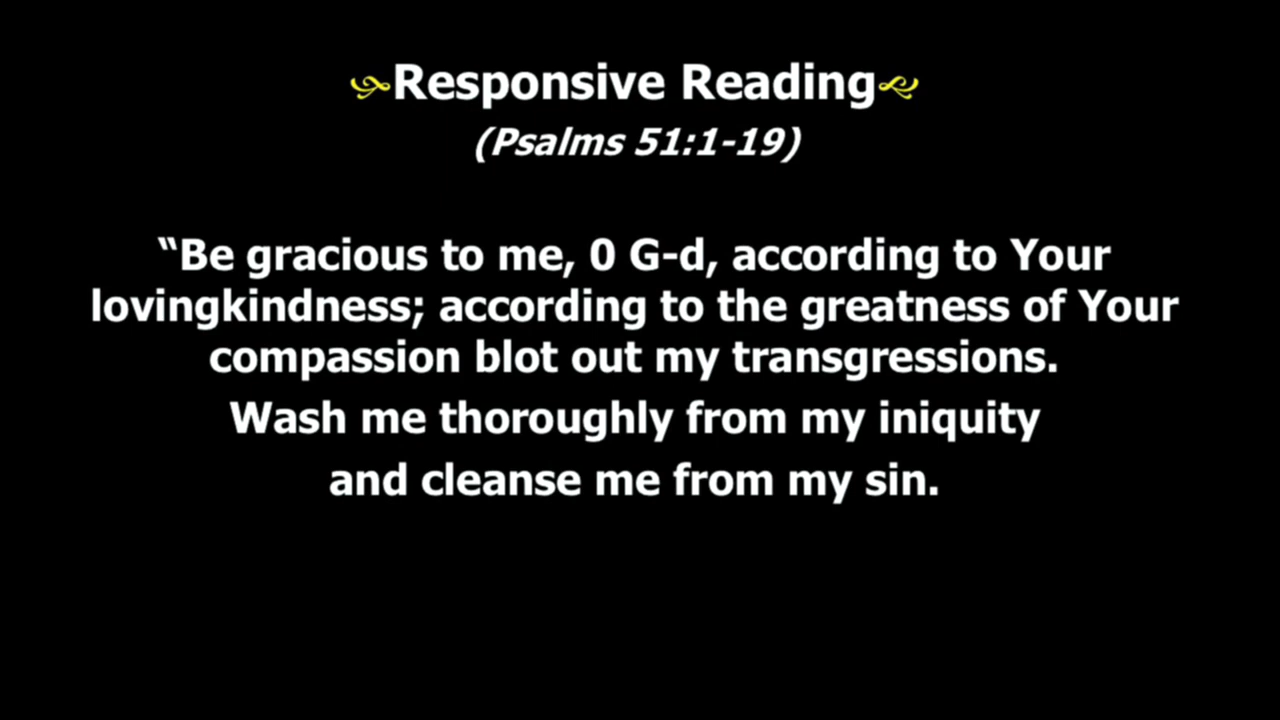 Responsive Reading
(Psalms 51:1-19)
“Be gracious to me, 0 G-d, according to Your
lovingkindness; according to the greatness of Your
compassion blot out my transgressions.
Wash me thoroughly from my iniquity
and cleanse me from my sin.